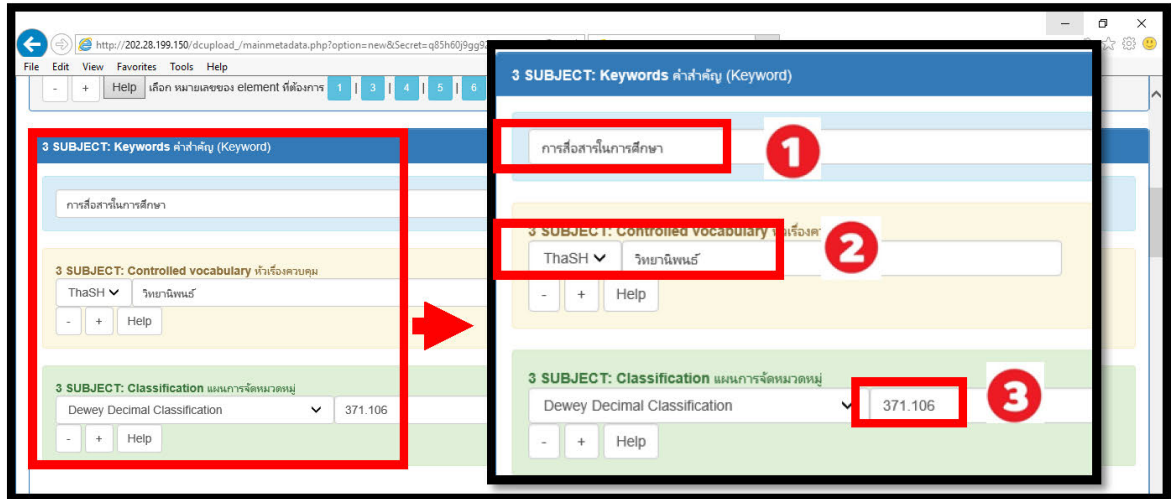 http://202.28.199.150/dcupload_/mainmetadata.php?option=new&Secret=q85h60j9gg9
File Edit View Favorites Tools Help
- + Help เลือก หมายเลขของ element ที่ต้องการ 1 | 3 | 4 | 5 | 6
3 SUBJECT: Keywords คำสำคัญ (Keyword)
การสื่อสารในการศึกษา
3 SUBJECT: Controlled vocabulary หัวเรื่องควบคุม
ThaSH วิทยานิพนธ์
- + Help
3 SUBJECT: Classification แผนการจัดหมวดหมู่
Dewey Decimal Classification 371.106
- + Help
3 SUBJECT: Keywords คำสำคัญ (Keyword)
การสื่อสารในการศึกษา 1
3 SUBJECT: Controlled vocabulary
ThaSH วิทยานิพนธ์ 2
- + Help
3 SUBJECT: Classification แผนการจัดหมวดหมู่
Dewey Decimal Classification 371.106 3
- + Help